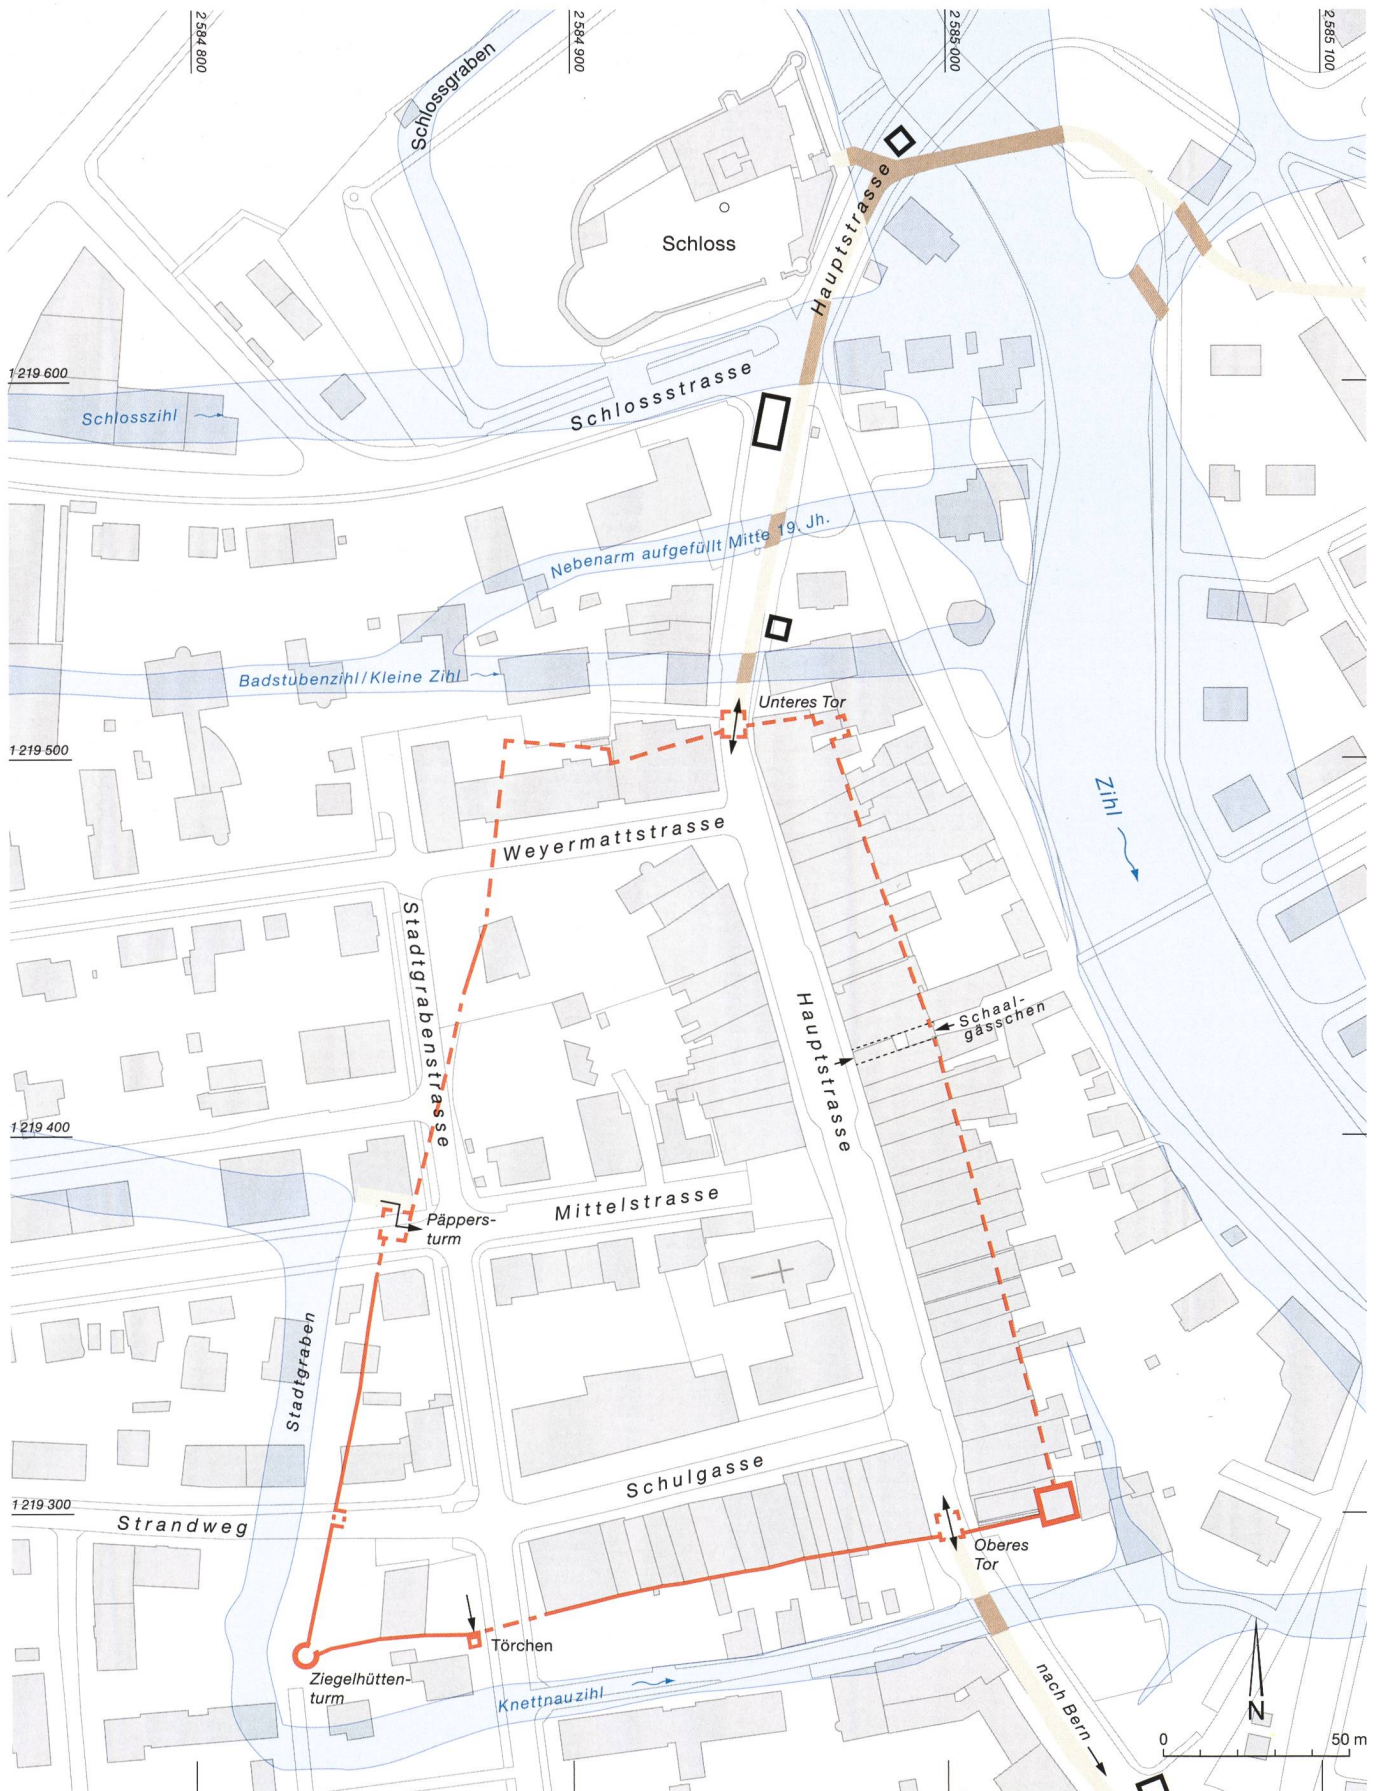 2 584 800
2 584 900
2 585 000
2 585 100
Schlossgraben
Hauptstrasse
Schloss
1 219 600
Schlosszihl
Schlossstrasse
Nebenarm aufgefüllt Mitte 19. Jh.
Badstubenzihl/Kleine Zihl
Unteres Tor
1 219 500
Zihl
Weyermattstrasse
Stadtgrabenstrasse
Hauptstrasse
Schaal-
gässchen
1 219 400
Mittelstrasse
Päppers-
turm
Stadtgraben
Schulgasse
1 219 300
Strandweg
Oberes
Tor
Törchen
Ziegelhütten-
turm
Knettnauzihl
nach Bern
N
0 50 m